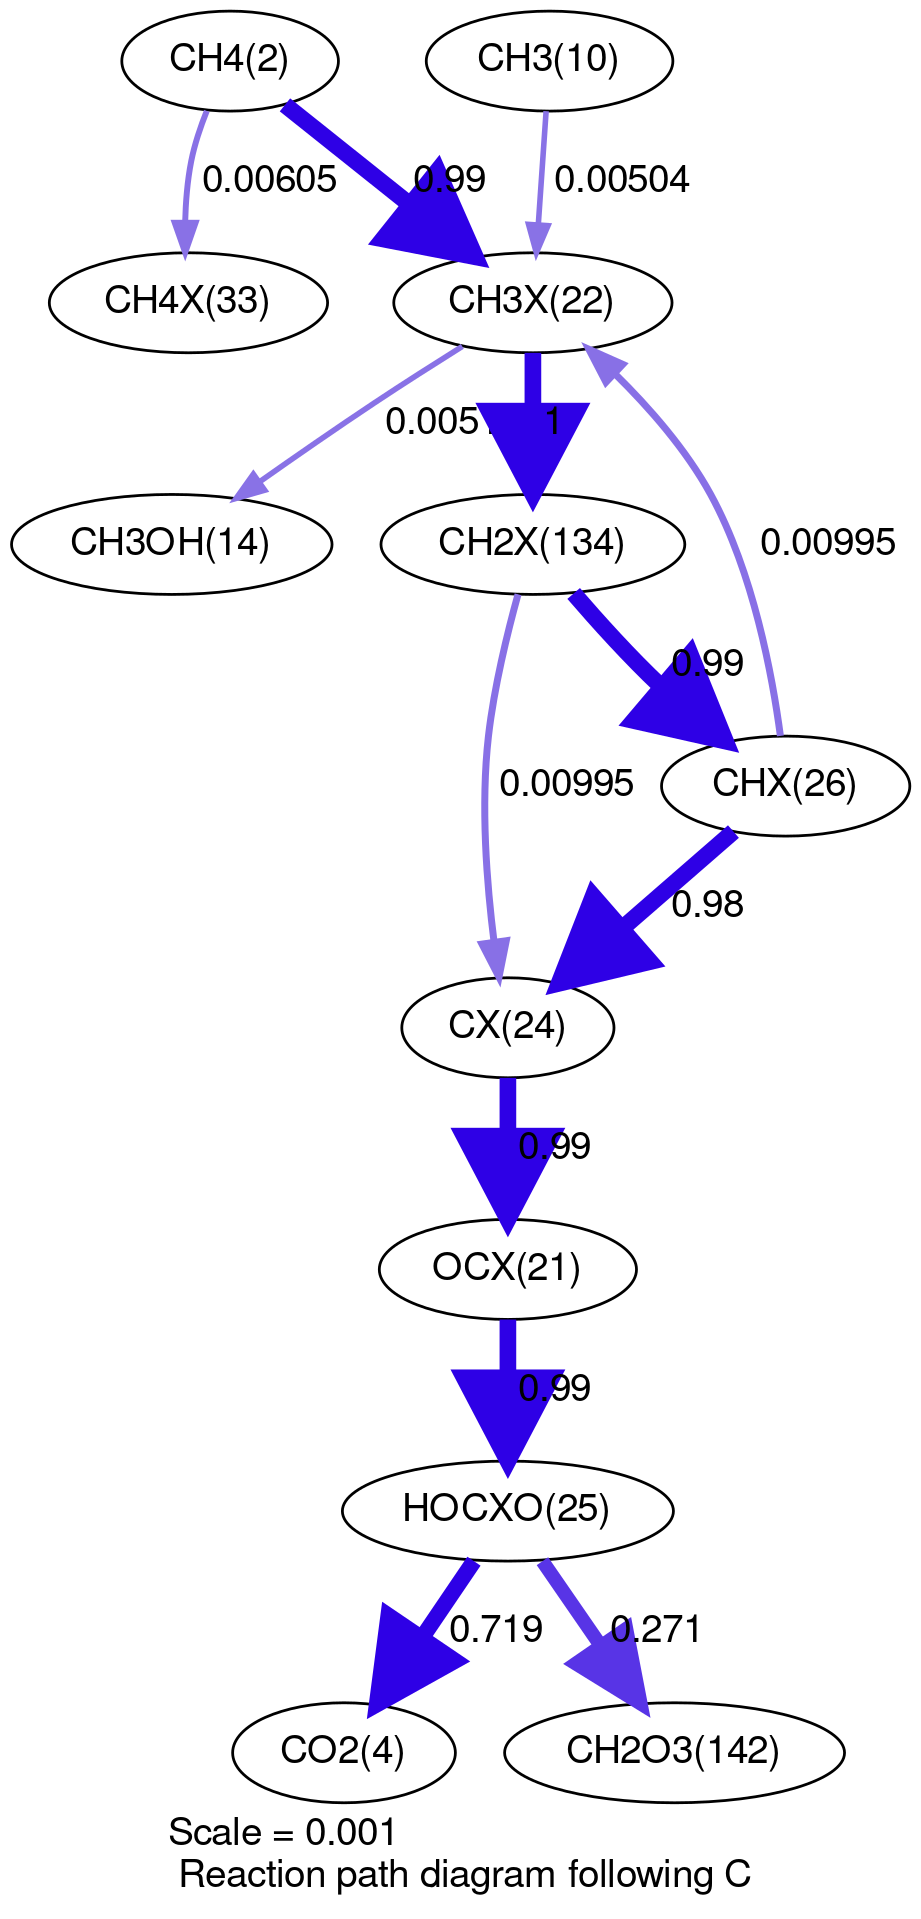 CH4(2)
CH3(10)
0.00605
0.99
0.00504
CH4X(33)
CH3X(22)
1
CH3OH(14)
CH2X(134)
0.00995
0.99
0.00995
CHX(26)
0.98
CX(24)
0.99
OCX(21)
0.99
HOCXO(25)
0.719
0.271
CO2(4)
CH2O3(142)
Scale = 0.001
Reaction path diagram following C